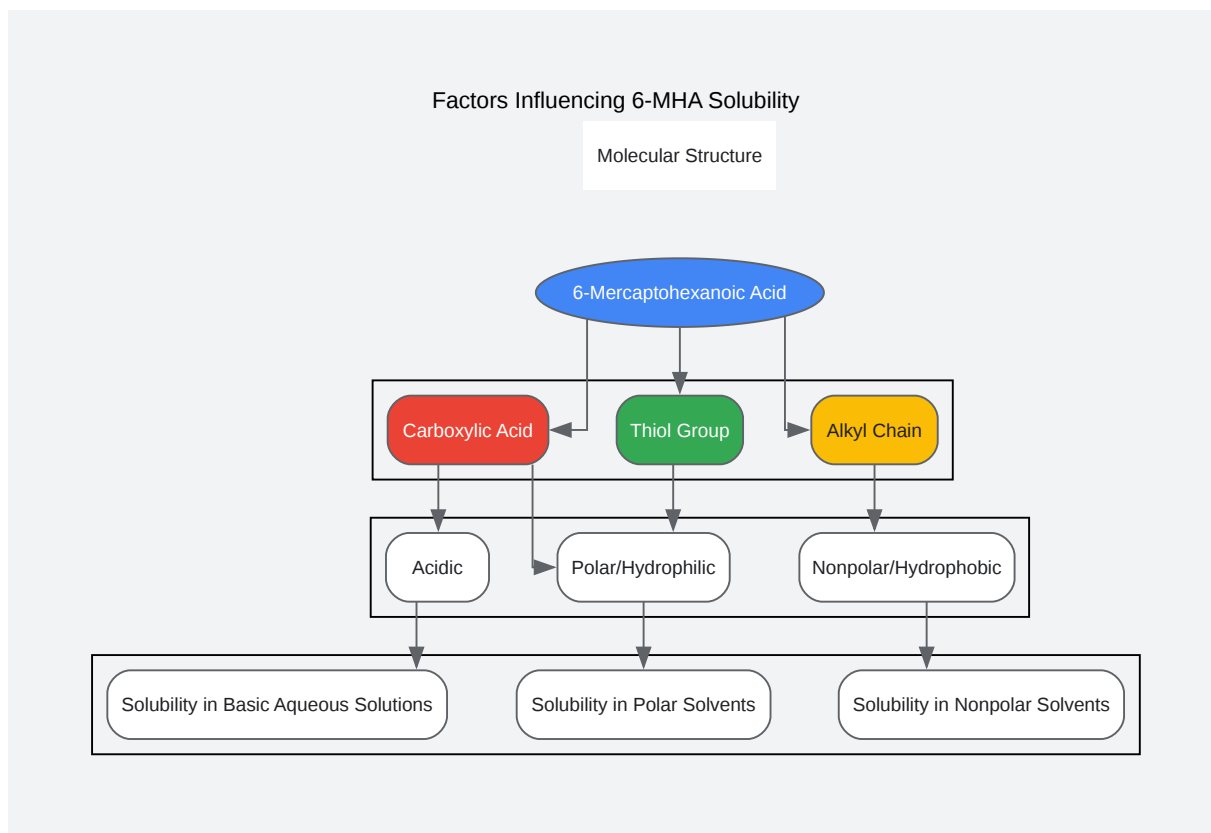 Factors Influencing 6-MHA Solubility
Molecular Structure
6-Mercaptohexanoic Acid
Carboxylic Acid
Thiol Group
Alkyl Chain
Acidic
Polar/Hydrophilic
Nonpolar/Hydrophobic
Solubility in Basic Aqueous Solutions
Solubility in Polar Solvents
Solubility in Nonpolar Solvents